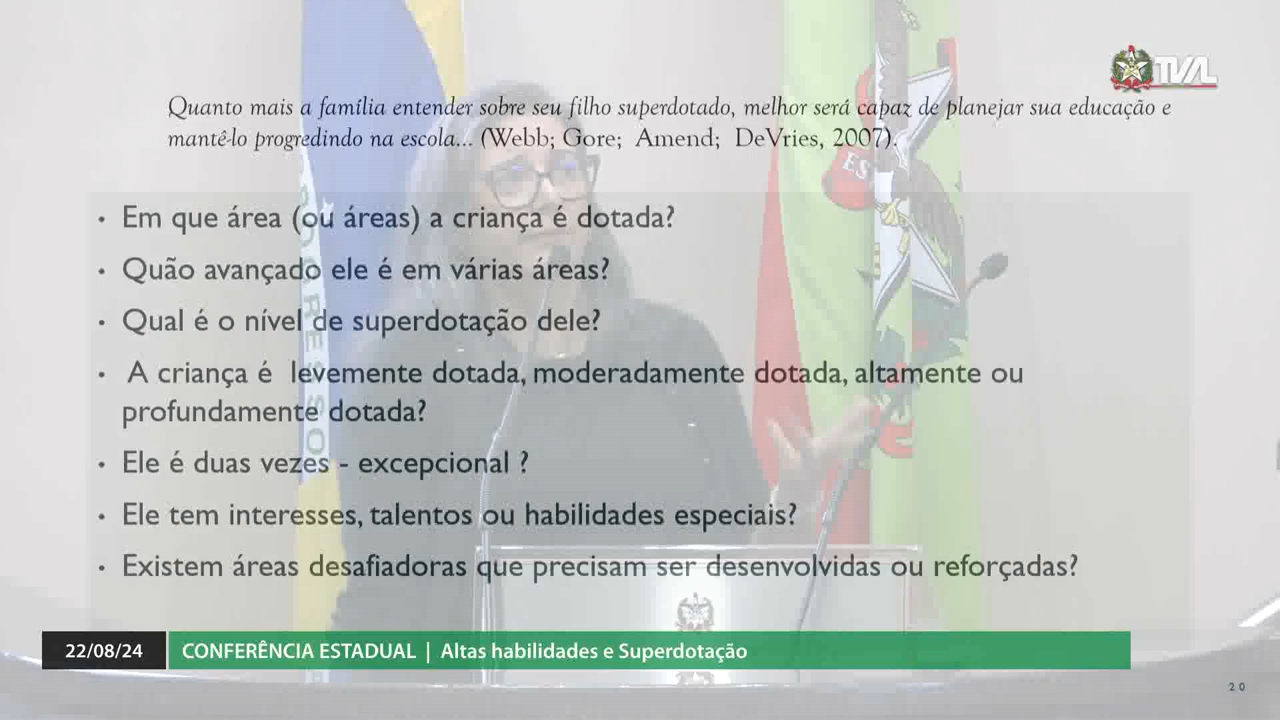 TVAL
Quanto mais a família entender sobre seu filho superdotado, melhor será capaz de planejar sua educação e
mantê-lo progredindo na escola... (Webb; Gore; Amend; DeVries, 2007).
ES
• Em que área (ou áreas) a criança é dotada?
• Quão avançado ele é em várias áreas?
• Qual é o nível de superdotação dele?
• A criança é levemente dotada, moderadamente dotada, altamente ou
profundamente dotada?
• Ele é duas vezes - excepcional ?
• Ele tem interesses, talentos ou habilidades especiais?
• Existem áreas desafiadoras que precisam ser desenvolvidas ou reforçadas?
22/08/24 CONFERÊNCIA ESTADUAL | Altas habilidades e Superdotação
20